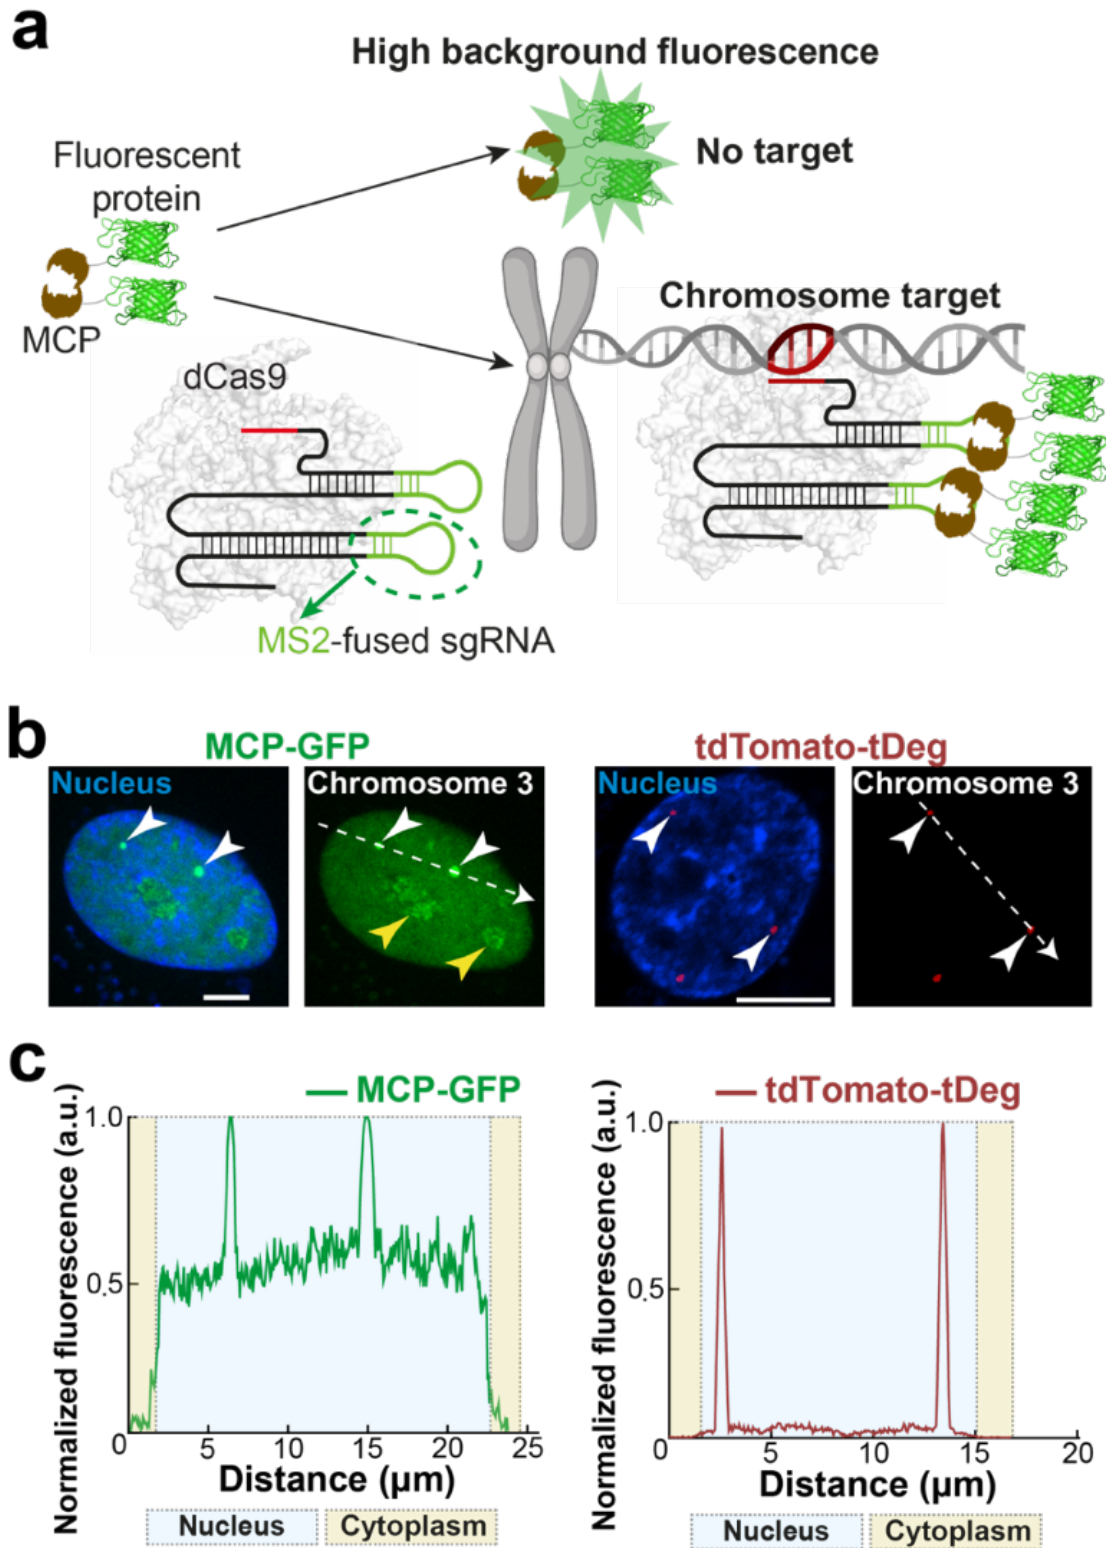 a
High background fluorescence
Fluorescent
protein
No target
MCP
Chromosome target
dCas9
MS2-fused sgRNA
b
MCP-GFP
tdTomato-tDeg
Nucleus
Chromosome 3
Nucleus
Chromosome 3
c
MCP-GFP
Normalized fluorescence (a.u.)
1.0
0.5
0
5
10
15
20
25
Distance (µm)
Nucleus
Cytoplasm
tdTomato-tDeg
Normalized fluorescence (a.u.)
1.0
0.5
0
5
10
15
20
Distance (µm)
Nucleus
Cytoplasm